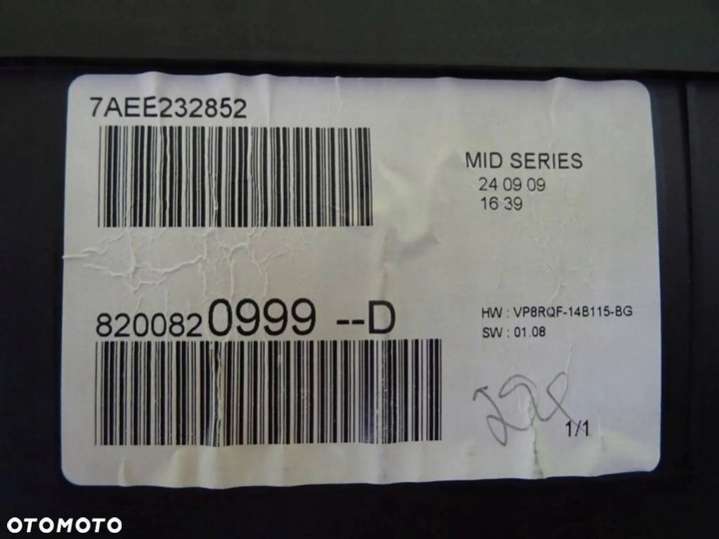 7AEE232852
MID SERIES
24 09 09
16:39
8200820999 --D
HW : VP8RQF-14B115-BG
SW : 01.08
1/1
OTOMOTO